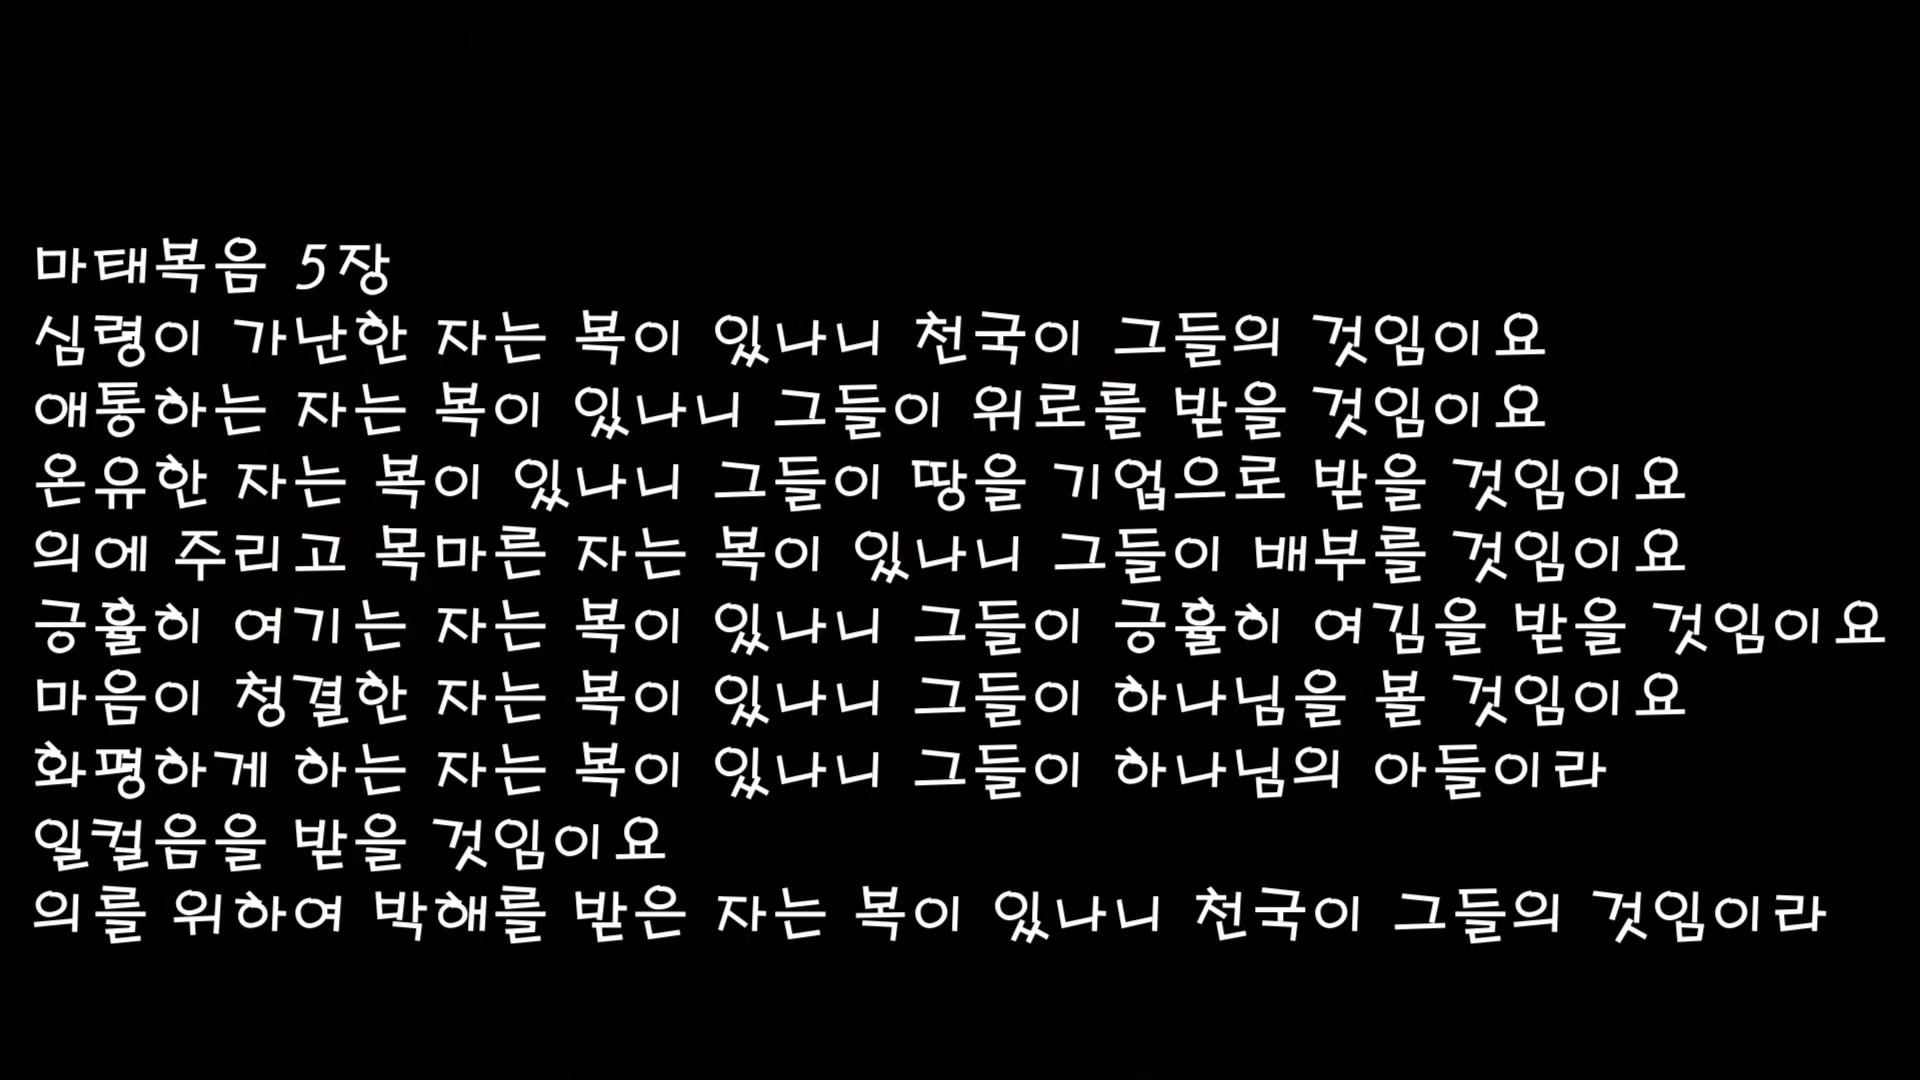 마태복음 5장
심령이 가난한 자는 복이 있나니 천국이 그들의 것임이요
애통하는 자는 복이 있나니 그들이 위로를 받을 것임이요
온유한 자는 복이 있나니 그들이 땅을 기업으로 받을 것임이요
의에 주리고 목마른 자는 복이 있나니 그들이 배부를 것임이요
긍휼히 여기는 자는 복이 있나니 그들이 긍휼히 여김을 받을 것임이요
마음이 청결한 자는 복이 있나니 그들이 하나님을 볼 것임이요
화평하게 하는 자는 복이 있나니 그들이 하나님의 아들이라
일컬음을 받을 것임이요
의를 위하여 박해를 받은 자는 복이 있나니 천국이 그들의 것임이라